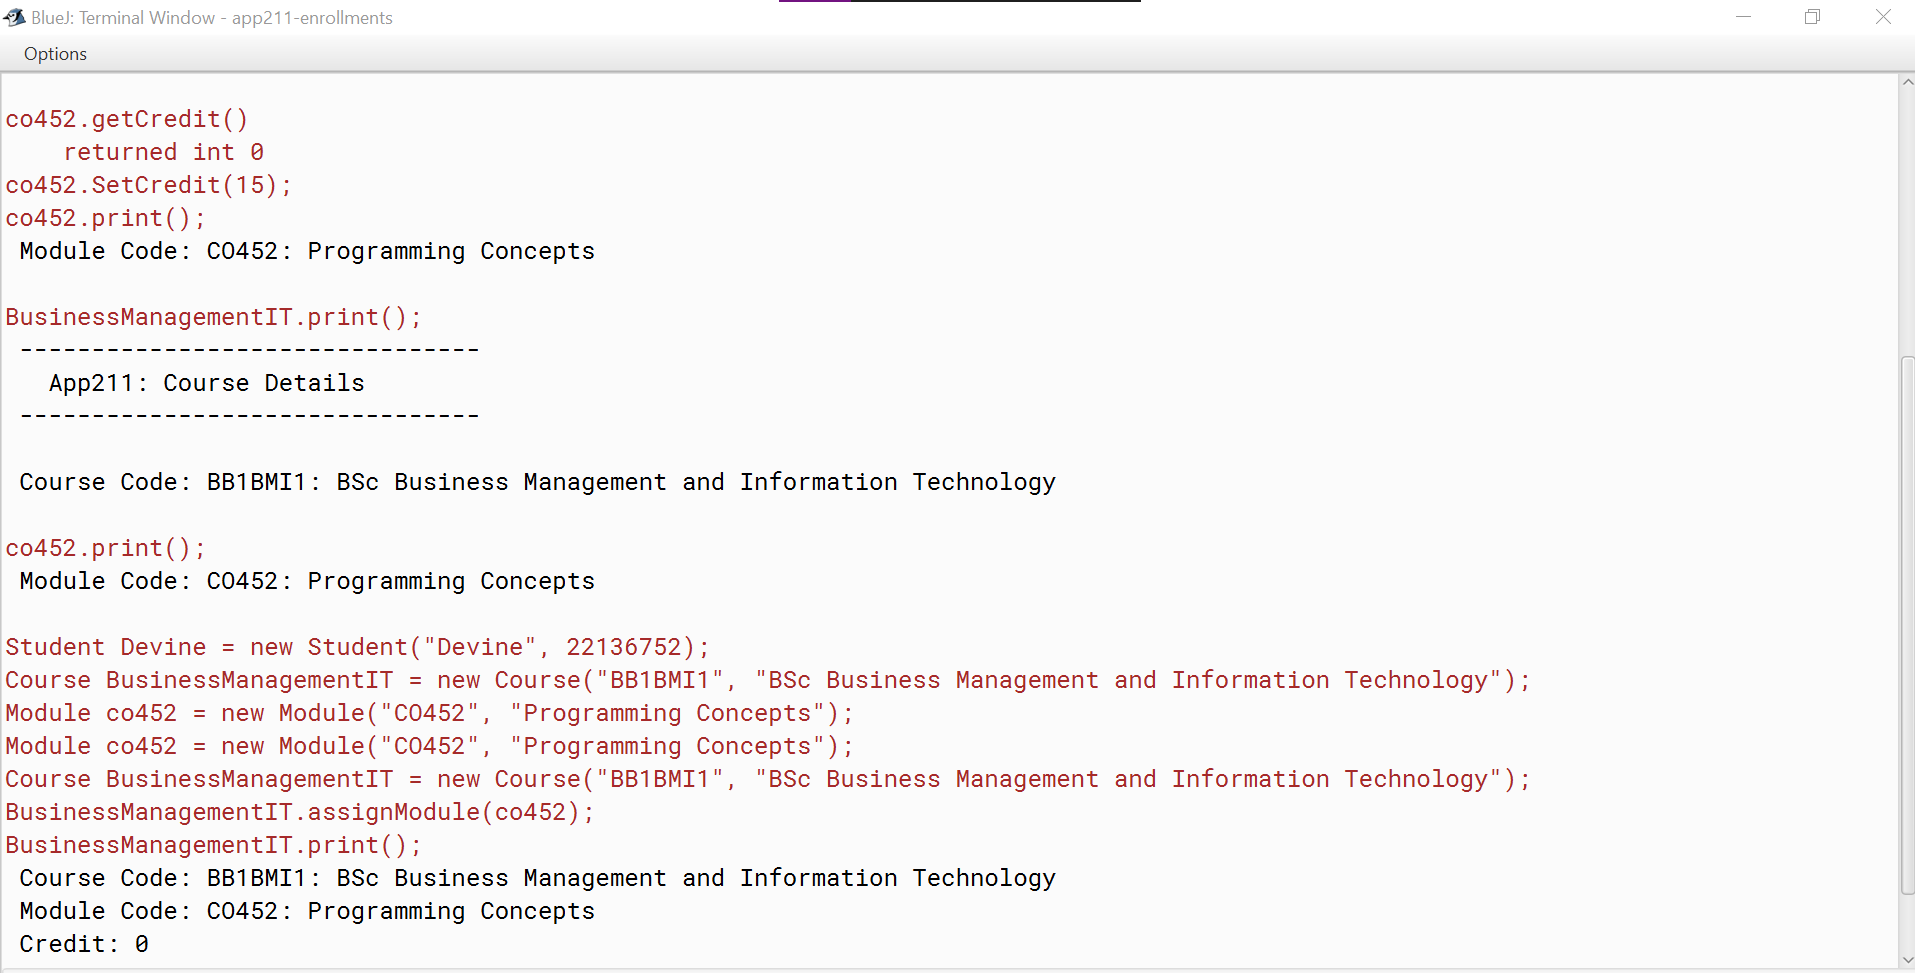 BlueJ: Terminal Window - app211-enrollments
Options
co452.getCredit()
    returned int 0
co452.SetCredit(15);
co452.print();
 Module Code: CO452: Programming Concepts

BusinessManagementIT.print();
 --------------------------------
   App211: Course Details
 --------------------------------

 Course Code: BB1BMI1: BSc Business Management and Information Technology

co452.print();
 Module Code: CO452: Programming Concepts

Student Devine = new Student("Devine", 22136752);
Course BusinessManagementIT = new Course("BB1BMI1", "BSc Business Management and Information Technology");
Module co452 = new Module("CO452", "Programming Concepts");
Module co452 = new Module("CO452", "Programming Concepts");
Course BusinessManagementIT = new Course("BB1BMI1", "BSc Business Management and Information Technology");
BusinessManagementIT.assignModule(co452);
BusinessManagementIT.print();
 Course Code: BB1BMI1: BSc Business Management and Information Technology
 Module Code: CO452: Programming Concepts
 Credit: 0